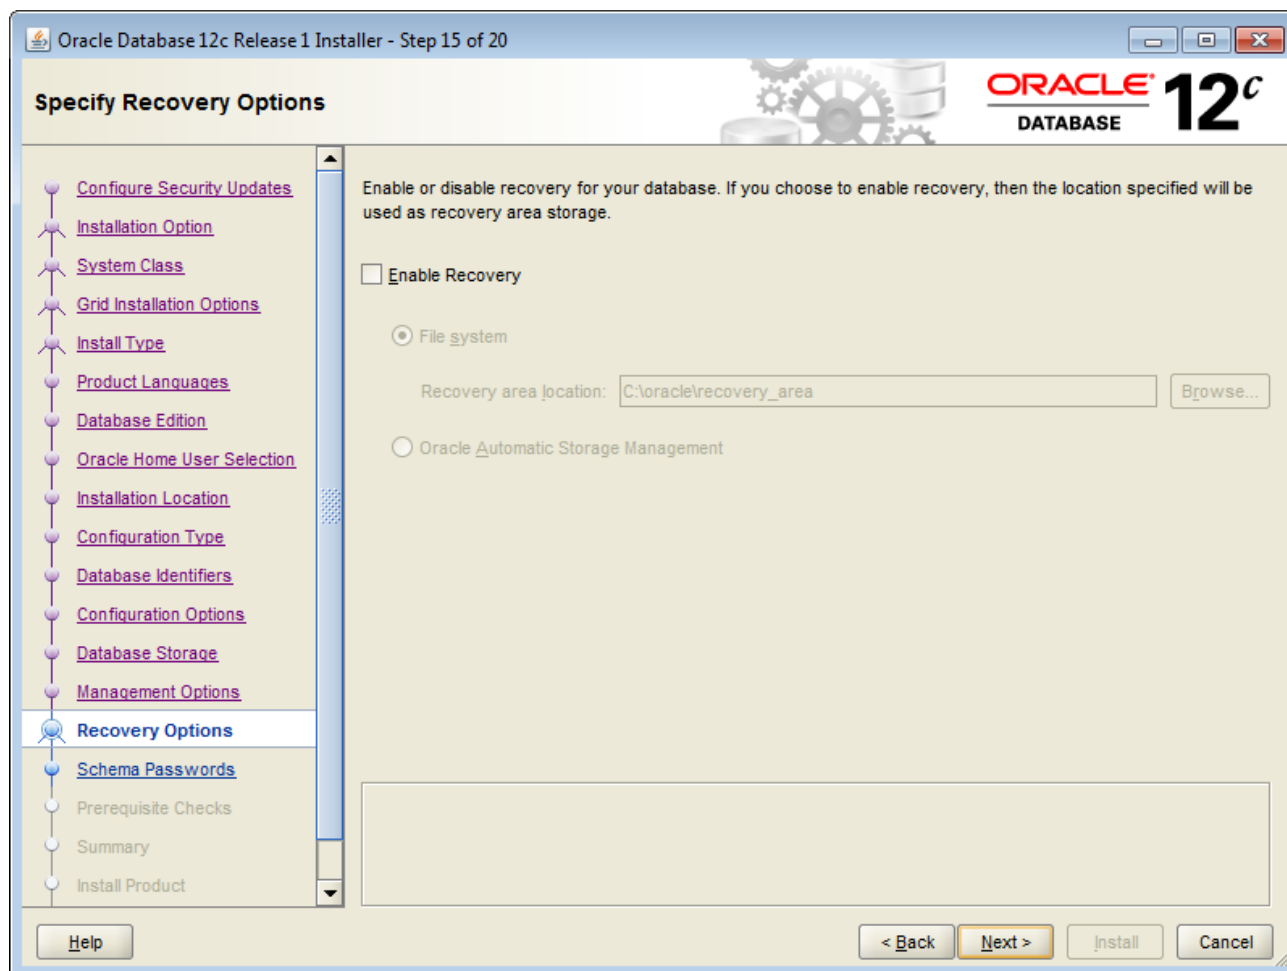 Oracle Database 12c Release 1 Installer - Step 15 of 20
Specify Recovery Options
ORACLE
DATABASE
12c
Configure Security Updates
Installation Option
System Class
Grid Installation Options
Install Type
Product Languages
Database Edition
Oracle Home User Selection
Installation Location
Configuration Type
Database Identifiers
Configuration Options
Database Storage
Management Options
Recovery Options
Schema Passwords
Prerequisite Checks
Summary
Install Product
Enable or disable recovery for your database. If you choose to enable recovery, then the location specified will be
used as recovery area storage.
Enable Recovery
File system
Recovery area location: C:\oracle\recovery_area Browse...
Oracle Automatic Storage Management
Help < Back Next > Install Cancel